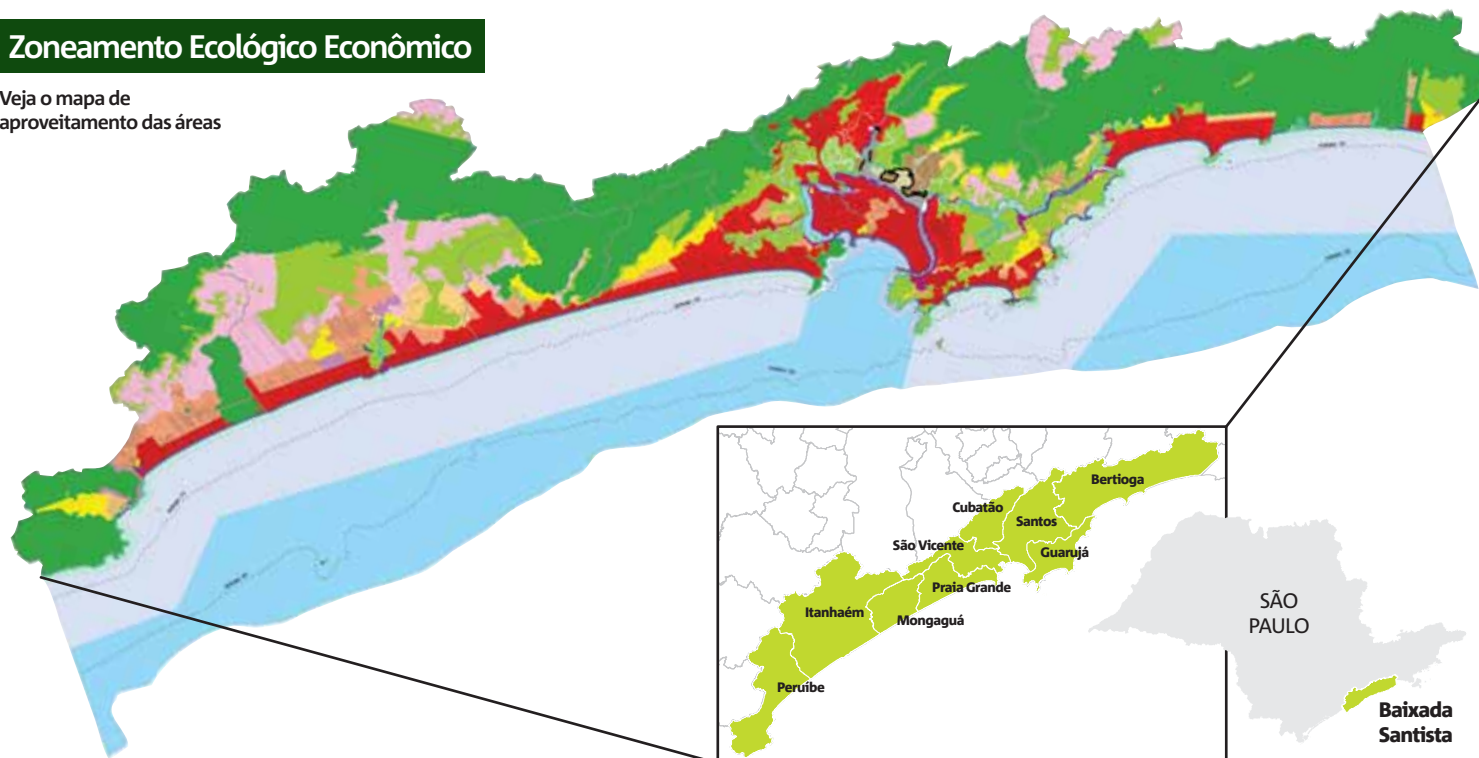 Zoneamento Ecológico Econômico
Veja o mapa de
aproveitamento das áreas
Bertioga
Cubatão
Santos
São Vicente
Guarujá
Praia Grande
Itanhaém
Mongaguá
Peruíbe
SÃO
PAULO
Baixada
Santista